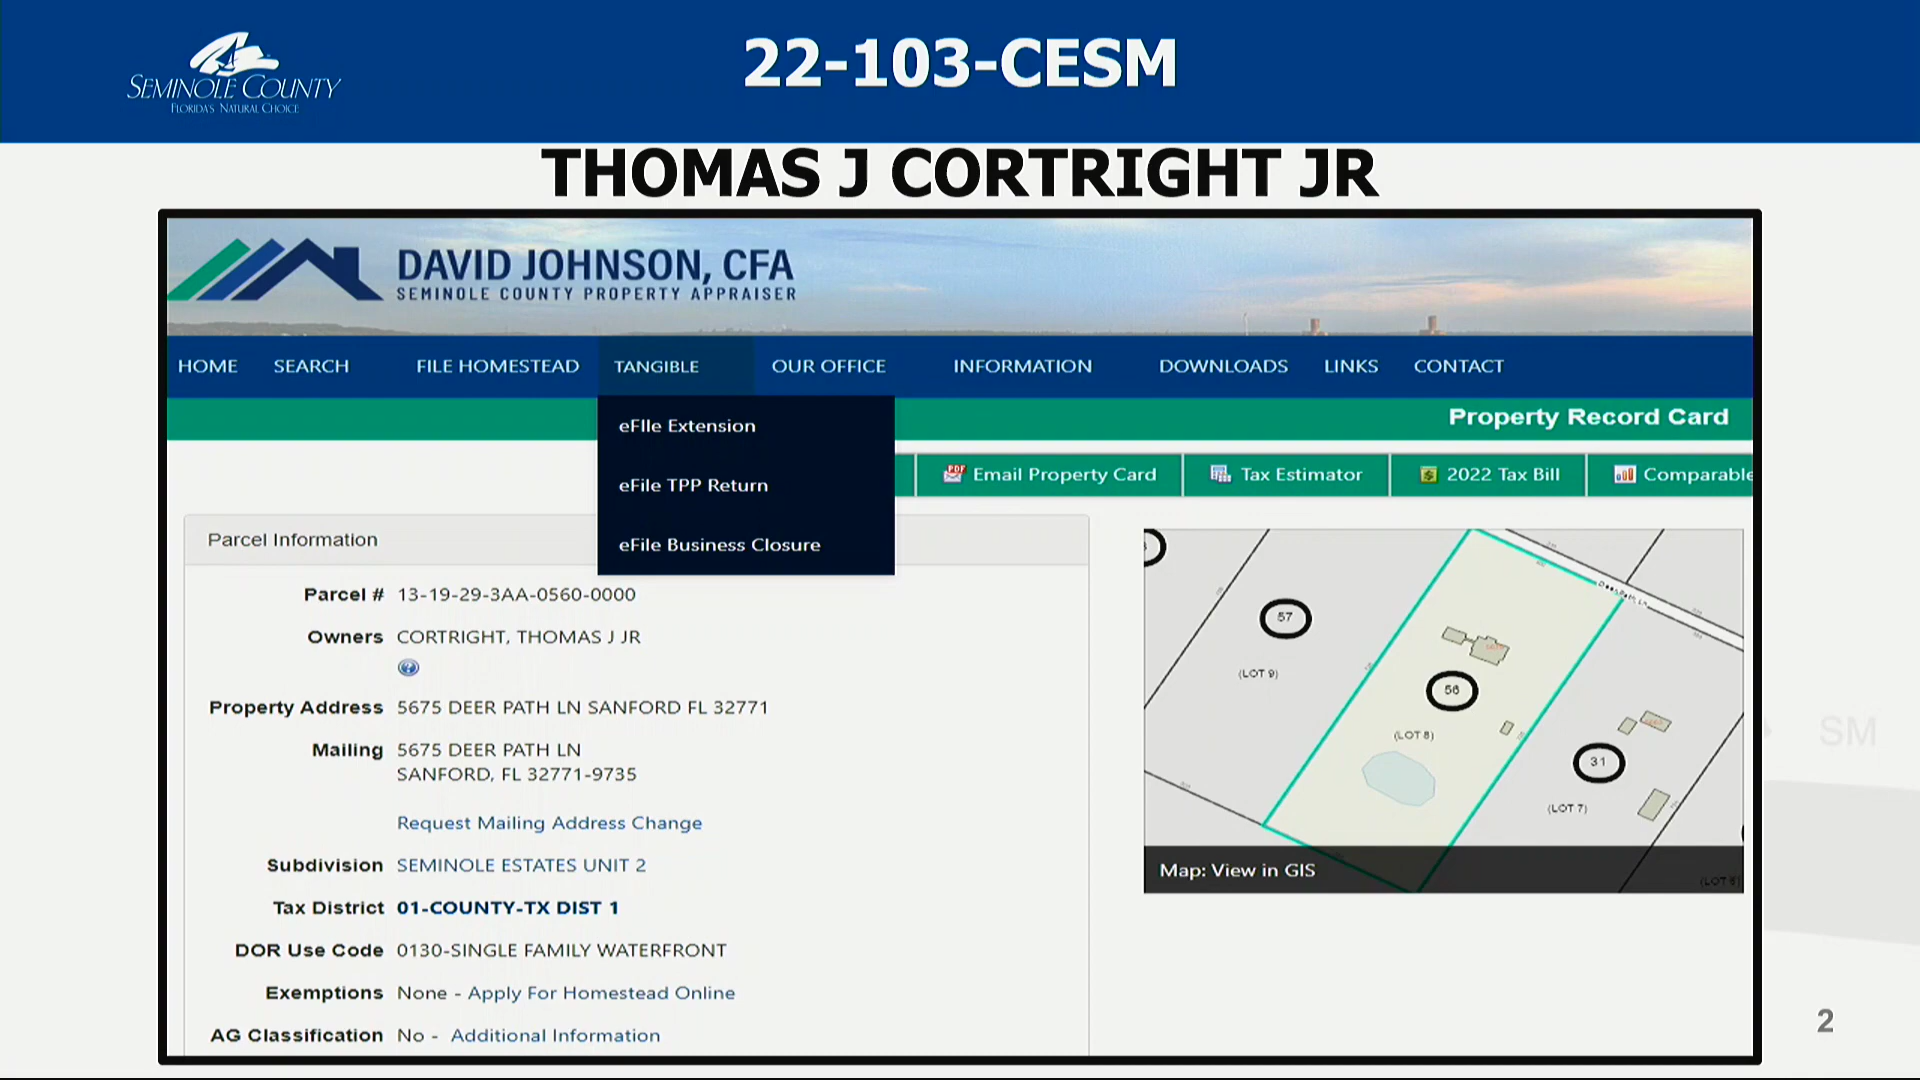 SEMINOLE COUNTY
FLORIDA'S NATURAL CHOICE
22-103-CESM
THOMAS J CORTRIGHT JR
DAVID JOHNSON, CFA
SEMINOLE COUNTY PROPERTY APPRAISER
HOME SEARCH FILE HOMESTEAD TANGIBLE OUR OFFICE INFORMATION DOWNLOADS LINKS CONTACT
eFIle Extension
eFile TPP Return
eFile Business Closure
Property Record Card
Email Property Card Tax Estimator 2022 Tax Bill Comparable
Parcel Information
Parcel # 13-19-29-3AA-0560-0000
Owners CORTRIGHT, THOMAS J JR
Property Address 5675 DEER PATH LN SANFORD FL 32771
Mailing 5675 DEER PATH LN
SANFORD, FL 32771-9735
Request Mailing Address Change
Subdivision SEMINOLE ESTATES UNIT 2
Tax District 01-COUNTY-TX DIST 1
DOR Use Code 0130-SINGLE FAMILY WATERFRONT
Exemptions None - Apply For Homestead Online
AG Classification No - Additional Information
57
(LOT 9)
56
(LOT 8)
31
(LOT 7)
Deer Path Ln
Map: View in GIS
SM
2